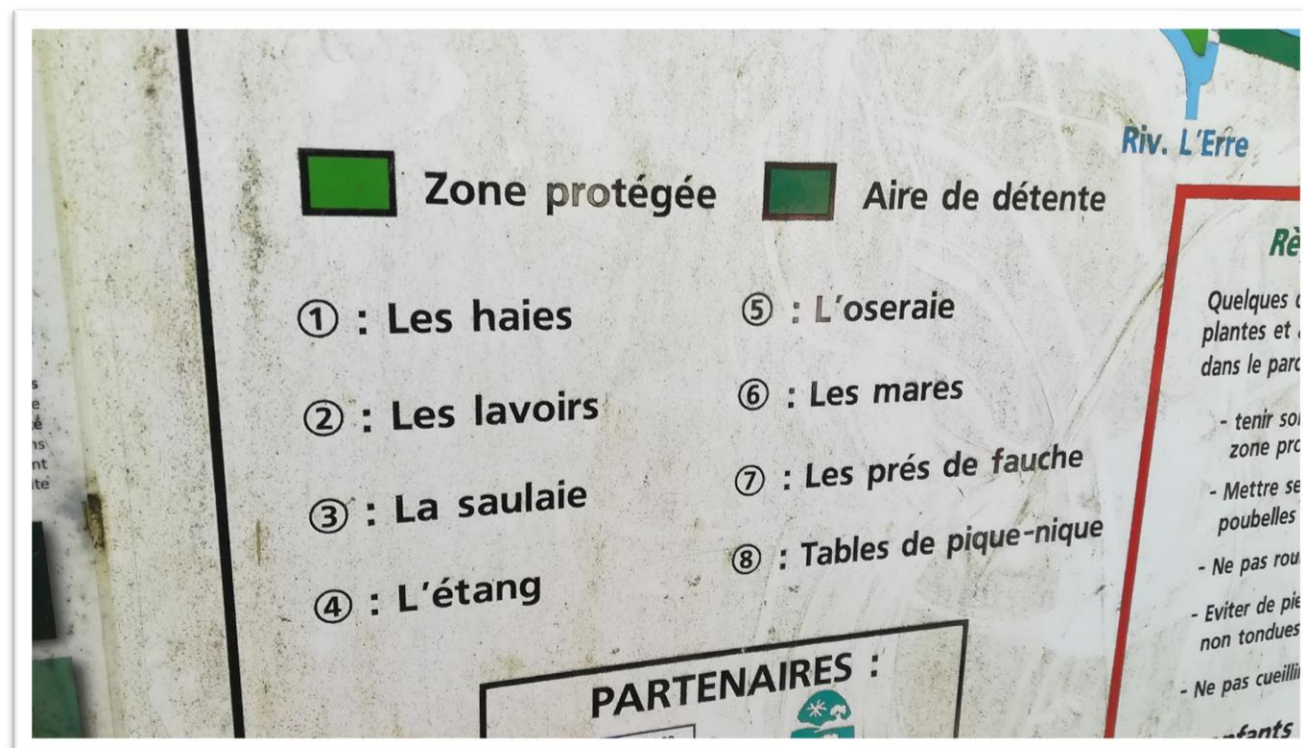 Riv. L'Erre
Zone protégée
Aire de détente
① : Les haies
② : Les lavoirs
③ : La saulaie
④ : L'étang
⑤ : L'oseraie
⑥ : Les mares
⑦ : Les prés de fauche
⑧ : Tables de pique-nique
PARTENAIRES :
Quelques
plantes et
dans le parc
- tenir
zone
- Mettre
poubelles
- Ne pas
- Eviter de
non tondues
- Ne pas